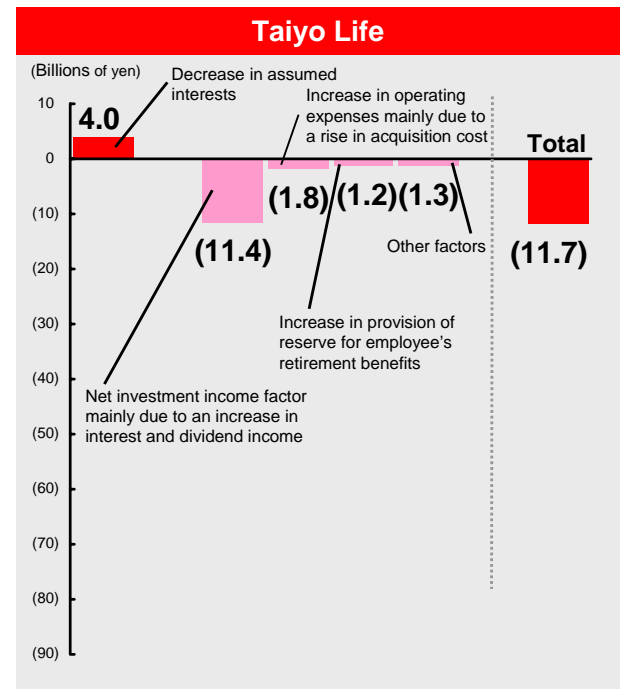 Taiyo Life
(Billions of yen)
Decrease in assumed
interests
Increase in operating
expenses mainly due to
a rise in acquisition cost
10
4.0
Total
0
(1.8)
(1.2)
(1.3)
(10)
(11.4)
Other factors
(11.7)
(20)
(30)
Increase in provision of
reserve for employee's
retirement benefits
(40)
Net investment income factor
mainly due to an increase in
interest and dividend income
(50)
(60)
(70)
(80)
(90)